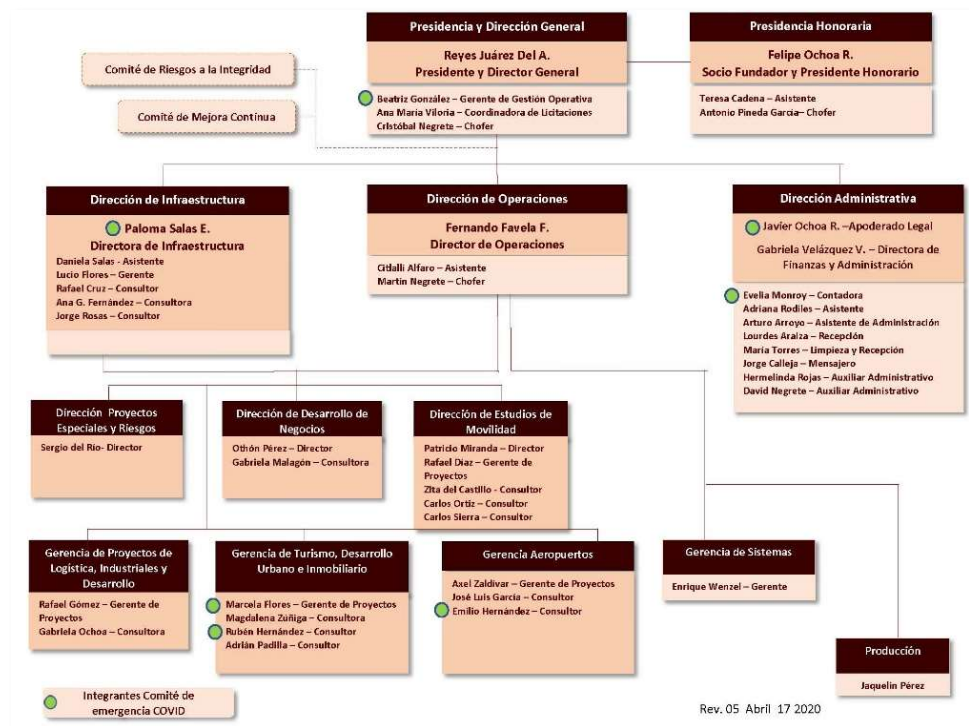 Presidencia y Dirección General
Reyes Juárez Del A.
Presidente y Director General
Beatriz González – Gerente de Gestión Operativa
Ana María Viloria – Coordinadora de Licitaciones
Cristóbal Negrete – Chofer
Presidencia Honoraria
Felipe Ochoa R.
Socio Fundador y Presidente Honorario
Teresa Cadena – Asistente
Antonio Pineda García– Chofer
Comité de Riesgos a la Integridad
Comité de Mejora Contínua
Dirección de Infraestructura
Paloma Salas E.
Directora de Infraestructura
Daniela Salas - Asistente
Lucio Flores – Gerente
Rafael Cruz – Consultor
Ana G. Fernández – Consultora
Jorge Rosas – Consultor
Dirección de Operaciones
Fernando Favela F.
Director de Operaciones
Citlalli Alfaro – Asistente
Martín Negrete – Chofer
Dirección Administrativa
Javier Ochoa R. –Apoderado Legal
Gabriela Velázquez V. – Directora de
Finanzas y Administración
Evelia Monroy – Contadora
Adriana Rodiles – Asistente
Arturo Arroyo – Asistente de Administración
Lourdes Araiza – Recepción
María Torres – Limpieza y Recepción
Jorge Calleja – Mensajero
Hermelinda Rojas – Auxiliar Administrativo
David Negrete – Auxiliar Administrativo
Dirección Proyectos
Especiales y Riesgos
Sergio del Río- Director
Dirección de Desarrollo de
Negocios
Othón Pérez – Director
Gabriela Malagón – Consultora
Dirección de Estudios de
Movilidad
Patricio Miranda – Director
Rafael Díaz – Gerente de
Proyectos
Zita del Castillo - Consultor
Carlos Ortiz – Consultor
Carlos Sierra – Consultor
Gerencia de Proyectos de
Logística, Industriales y
Desarrollo
Rafael Gómez – Gerente de
Proyectos
Gabriela Ochoa – Consultora
Gerencia de Turismo, Desarrollo
Urbano e Inmobiliario
Marcela Flores – Gerente de Proyectos
Magdalena Zúñiga – Consultora
Rubén Hernández – Consultor
Adrián Padilla – Consultor
Gerencia Aeropuertos
Axel Zaldívar – Gerente de Proyectos
José Luis García – Consultor
Emilio Hernández – Consultor
Gerencia de Sistemas
Enrique Wenzel – Gerente
Producción
Jaquelin Pérez
Integrantes Comité de
emergencia COVID
Rev. 05 Abril 17 2020